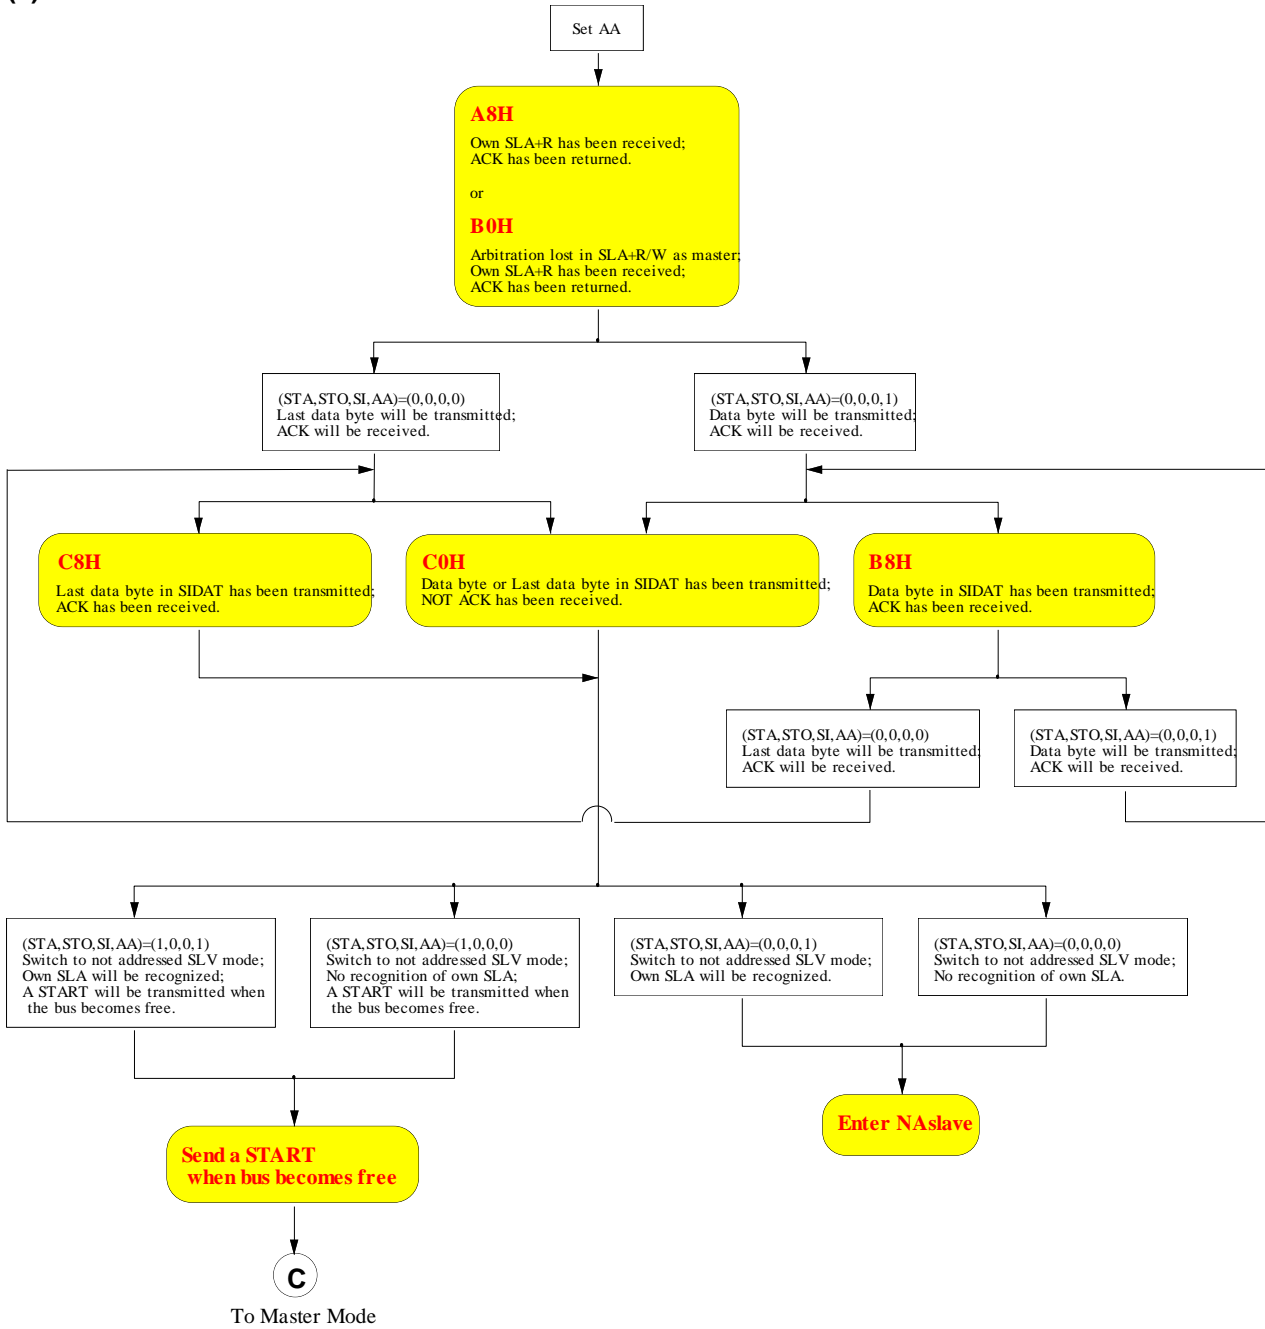 Set AA
A8H
Own SLA+R has been received;
ACK has been returned.
or
B0H
Arbitration lost in SLA+R/W as master;
Own SLA+R has been received;
ACK has been returned.
(STA,STO,SI,AA)=(0,0,0,0)
Last data byte will be transmitted;
ACK will be received.
(STA,STO,SI,AA)=(0,0,0,1)
Data byte will be transmitted;
ACK will be received.
C8H
Last data byte in SIDAT has been transmitted;
ACK has been received.
C0H
Data byte or Last data byte in SIDAT has been transmitted;
NOT ACK has been received.
B8H
Data byte in SIDAT has been transmitted;
ACK has been received.
(STA,STO,SI,AA)=(0,0,0,0)
Last data byte will be transmitted;
ACK will be received.
(STA,STO,SI,AA)=(0,0,0,1)
Data byte will be transmitted;
ACK will be received.
(STA,STO,SI,AA)=(1,0,0,1)
Switch to not addressed SLV mode;
Own SLA will be recognized;
A START will be transmitted when
the bus becomes free.
(STA,STO,SI,AA)=(1,0,0,0)
Switch to not addressed SLV mode;
No recognition of own SLA;
A START will be transmitted when
the bus becomes free.
(STA,STO,SI,AA)=(0,0,0,1)
Switch to not addressed SLV mode;
Own SLA will be recognized.
(STA,STO,SI,AA)=(0,0,0,0)
Switch to not addressed SLV mode;
No recognition of own SLA.
Enter NAslave
Send a START
when bus becomes free
C
To Master Mode